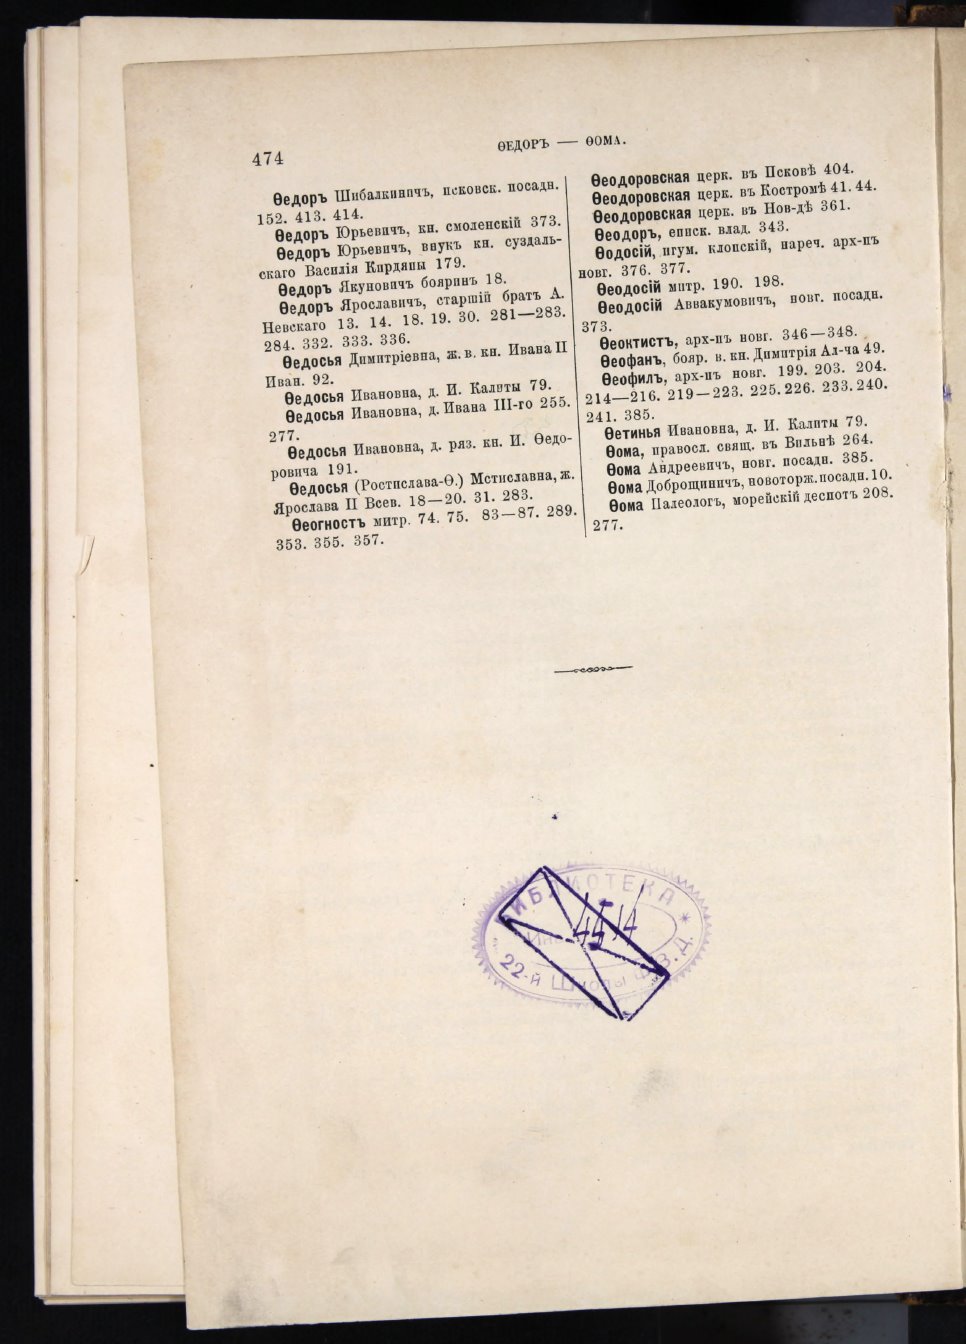 474
ѲЕДОРЪ — ѲОМА.
Ѳедоръ Шибалкиничъ, псковск. посадн.
152. 413. 414.
Ѳедоръ Юрьевичъ, кн. смоленскій 373.
Ѳедоръ Юрьевичъ, внукъ кн. суздаль-
скаго Василія Кирдяпы 179.
Ѳедоръ Якуновичъ бояринъ 18.
Ѳедоръ Ярославичъ, старшій братъ А.
Невскаго 13. 14. 18. 19. 30. 281—283.
284. 332. 333. 336.
Ѳедосья Димитріевна, ж. в. кн. Ивана II
Иван. 92.
Ѳедосья Ивановна, д. И. Калиты 79.
Ѳедосья Ивановна, д. Ивана III-го 255.
277.
Ѳедосья Ивановна, д. ряз. кн. И. Ѳедо-
ровича 191.
Ѳедосья (Ростислава-Ѳ.) Мстиславна, ж.
Ярослава II Всев. 18—20. 31. 283.
Ѳеогностъ митр. 74. 75. 83—87. 289.
353. 355. 357.
Ѳеодоровская церк. въ Псковѣ 404.
Ѳеодоровская церк. въ Костромѣ 41. 44.
Ѳеодоровская церк. въ Нов-дѣ 361.
Ѳеодоръ, еписк. влад. 343.
Ѳодосій, игум. клопскій, нареч. арх-пъ
новг. 376. 377.
Ѳеодосій митр. 190. 198.
Ѳеодосій Аввакумовичъ, новг. посадн.
373.
Ѳеоктистъ, арх-пъ новг. 346—348.
Ѳеофанъ, бояр. в. кн. Димитрія Ал-ча 49.
Ѳеофилъ, арх-пъ новг. 199. 203. 204.
214—216. 219—223. 225. 226. 233. 240.
241. 385.
Ѳетинья Ивановна, д. И. Калиты 79.
Ѳома, правосл. свящ. въ Вильнѣ 264.
Ѳома Андреевичъ, новг. посадн. 385.
Ѳома Доброщиничъ, новоторж. посадн. 10.
Ѳома Палеологъ, морейскій деспотъ 208.
277.
БИБЛИОТЕКА
22-й Школы Ф.З.Д.